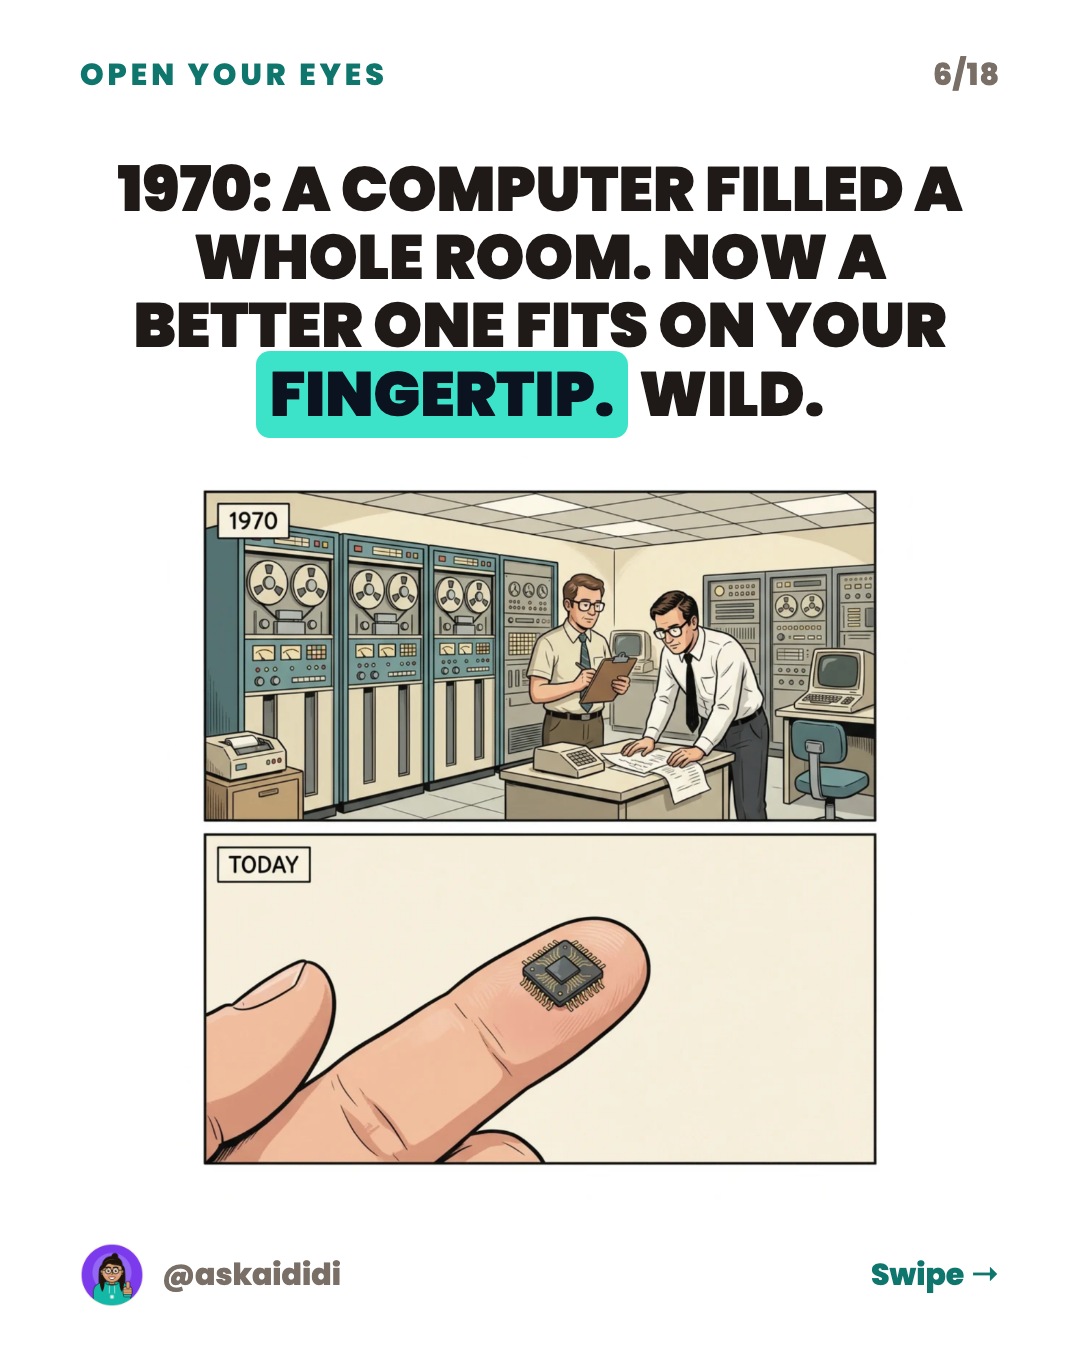 OPEN YOUR EYES
6/18
1970: A COMPUTER FILLED A
WHOLE ROOM. NOW A
BETTER ONE FITS ON YOUR
FINGERTIP. WILD.
1970
TODAY
@askaididi
Swipe →